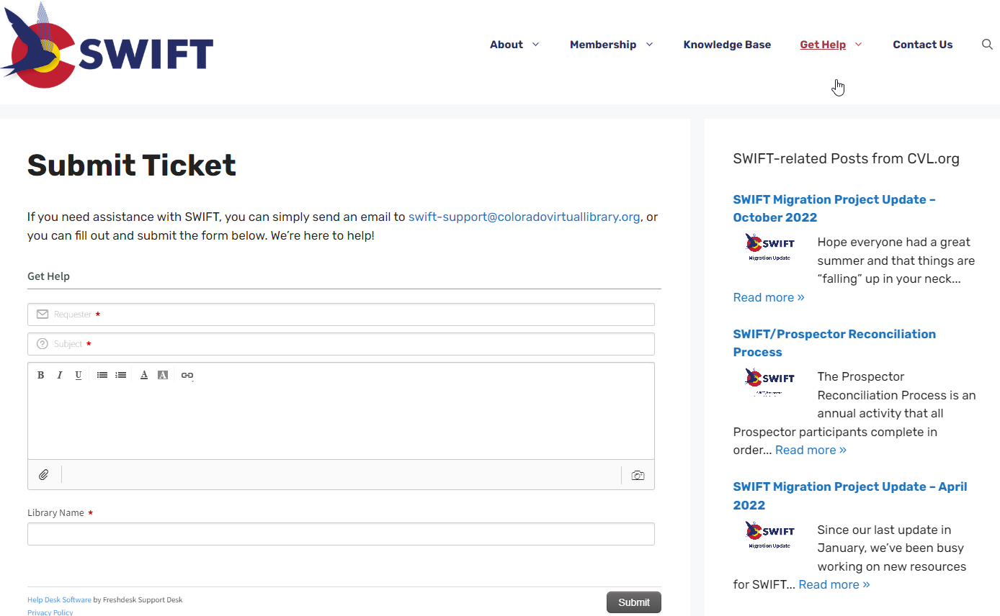 SWIFT
About
Membership
Knowledge Base
Get Help
Contact Us
Submit Ticket
If you need assistance with SWIFT, you can simply send an email to swift-support@coloradovirtuallibrary.org, or
you can fill out and submit the form below. We’re here to help!
Get Help
Requester *
Subject *
B I U A A
Library Name *
Help Desk Software by Freshdesk Support Desk
Privacy Policy
Submit
SWIFT-related Posts from CVL.org
SWIFT Migration Project Update –
October 2022
SWIFT
Migration Update
Hope everyone had a great
summer and that things are
“falling” up in your neck...
Read more »
SWIFT/Prospector Reconciliation
Process
SWIFT
The Prospector
Reconciliation Process is an
annual activity that all
Prospector participants complete in
order... Read more »
SWIFT Migration Project Update – April
2022
SWIFT
Migration Update
Since our last update in
January, we’ve been busy
working on new resources
for SWIFT... Read more »